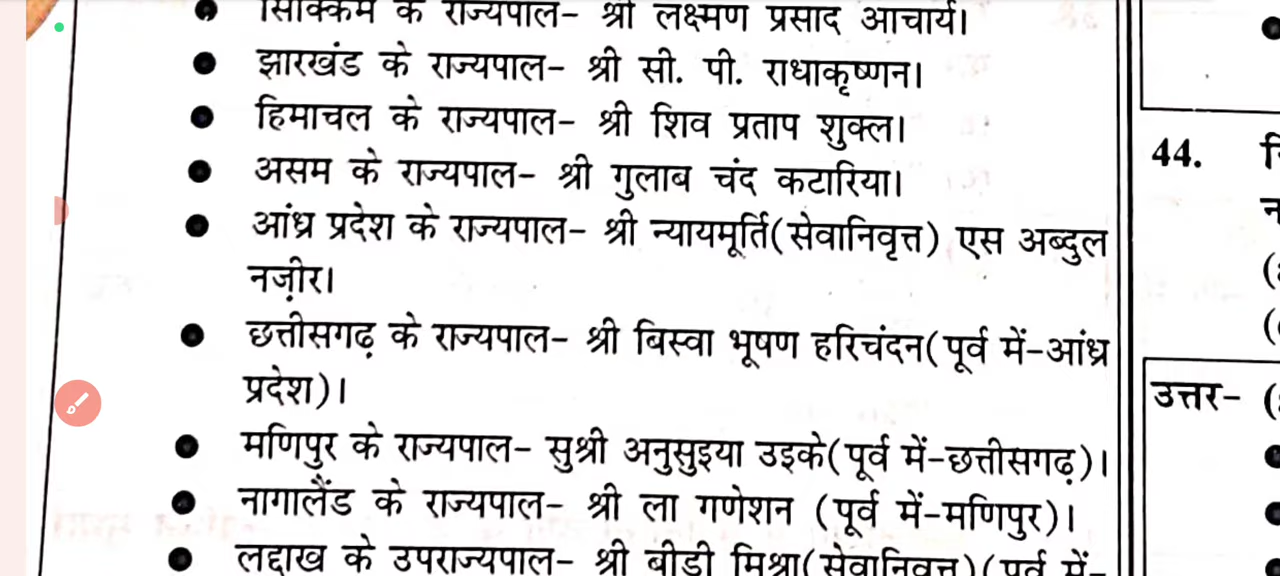 सिक्किम के राज्यपाल- श्री लक्ष्मण प्रसाद आचार्य।
झारखंड के राज्यपाल- श्री सी. पी. राधाकृष्णन।
हिमाचल के राज्यपाल- श्री शिव प्रताप शुक्ल।
असम के राज्यपाल- श्री गुलाब चंद कटारिया।
आंध्र प्रदेश के राज्यपाल- श्री न्यायमूर्ति(सेवानिवृत्त) एस अब्दुल
नज़ीर।
छत्तीसगढ़ के राज्यपाल- श्री बिस्वा भूषण हरिचंदन(पूर्व में-आंध्र
प्रदेश)।
मणिपुर के राज्यपाल- सुश्री अनुसुइया उइके(पूर्व में-छत्तीसगढ़)।
नागालैंड के राज्यपाल- श्री ला गणेशन (पूर्व में-मणिपुर)।
लद्दाख के उपराज्यपाल- श्री बीडी मिश्रा(सेवानिवृत्त)(पूर्व में-
44.
उत्तर- (